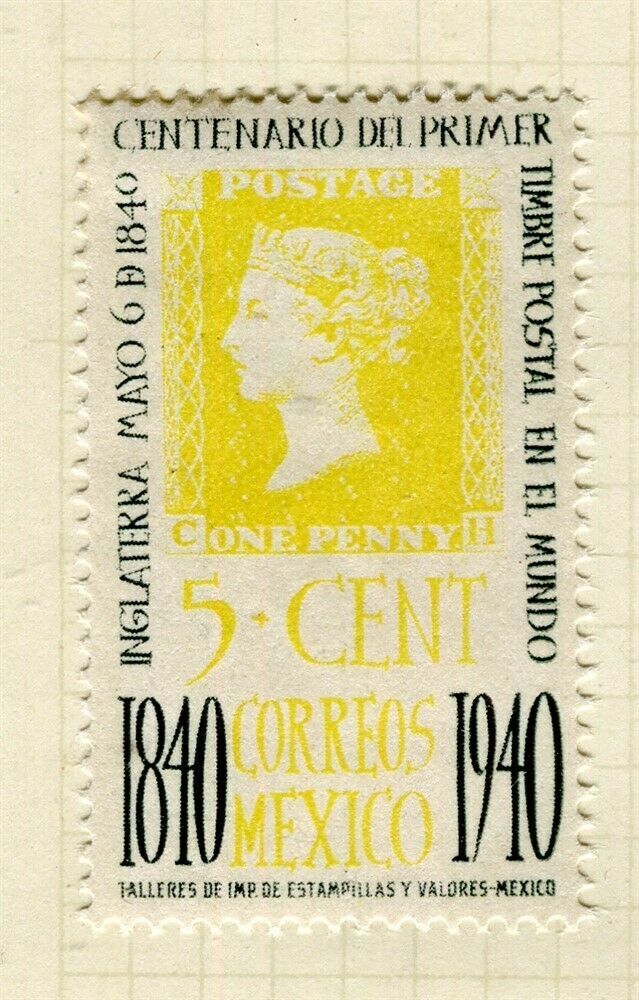 CENTENARIO DEL PRIMER
TIMBRE POSTAL EN EL MUNDO
INGLATERRA MAYO 6 D 1840
POSTAGE
C ONE PENNY H
5 · CENT
1840 CORREOS MEXICO 1940
TALLERES DE IMP. DE ESTAMPILLAS Y VALORES-MEXICO